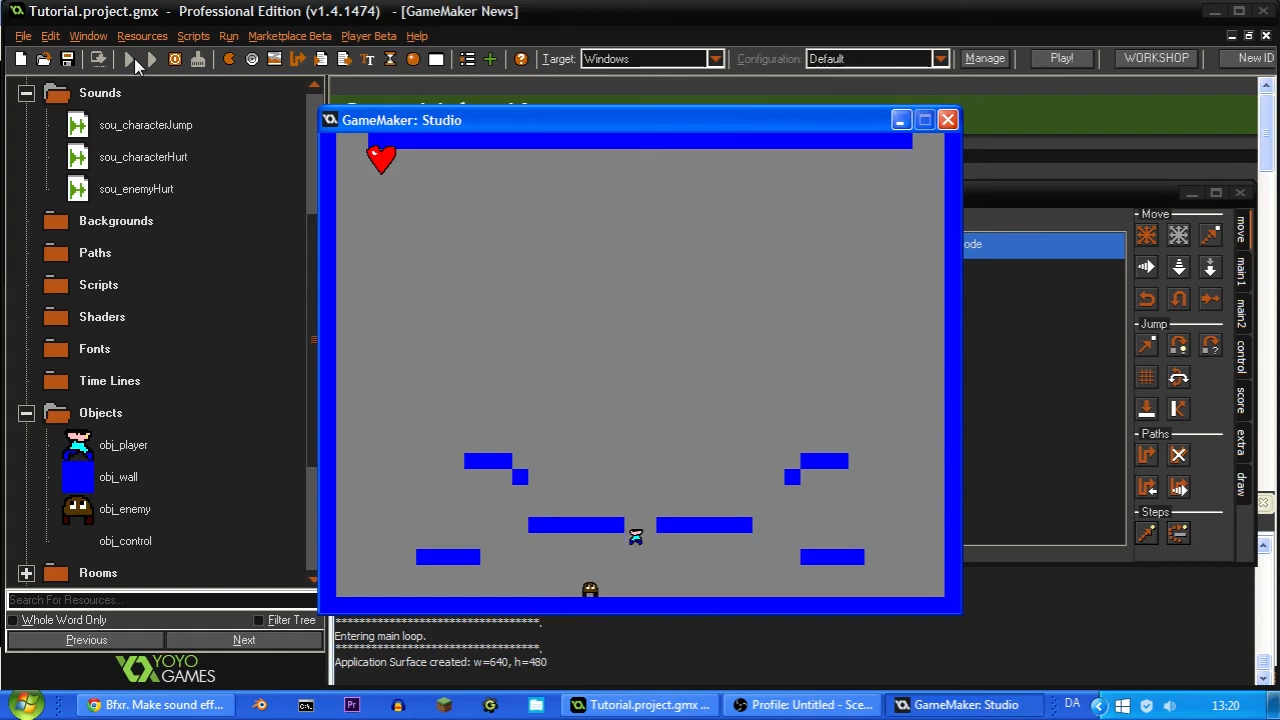 Tutorial.project.gmx - Professional Edition (v1.4.1474) - [GameMaker News]
File Edit Window Resources Scripts Run Marketplace Beta Player Beta Help
Target: Windows Configuration: Default Manage Play! WORKSHOP New ID
Sounds
sou_characterJump
sou_characterHurt
sou_enemyHurt
Backgrounds
Paths
Scripts
Shaders
Fonts
Time Lines
Objects
obj_player
obj_wall
obj_enemy
obj_control
Rooms
Search For Resources...
Whole Word Only Filter Tree
Previous Next
YOYO
GAMES
GameMaker: Studio
ode
Move
Jump
Paths
Steps
move
main1
main2
control
score
extra
draw
************************************.
Entering main loop.
************************************.
Application Surface created: w=640, h=480
Bfxr. Make sound eff... Tutorial.project.gmx ... Profile: Untitled - Sce... GameMaker: Studio DA 13:20